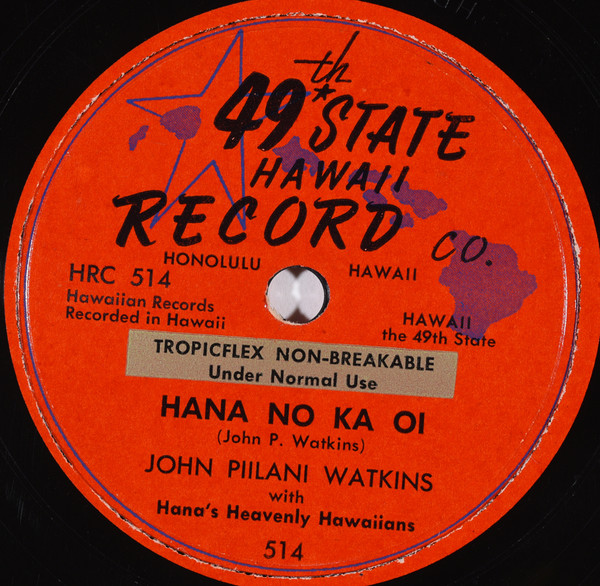 49th STATE
HAWAII
RECORD CO.
HONOLULU HAWAII
HRC 514
Hawaiian Records
Recorded in Hawaii
HAWAII
the 49th State
TROPICFLEX NON-BREAKABLE
Under Normal Use
HANA NO KA OI
(John P. Watkins)
JOHN PIILANI WATKINS
with
Hana's Heavenly Hawaiians
514